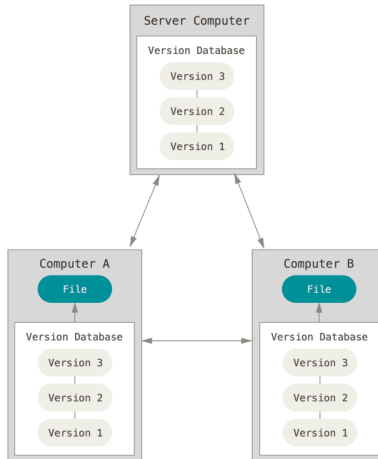 Server Computer
Version Database
Version 3
Version 2
Version 1
Computer A
File
Version Database
Version 3
Version 2
Version 1
Computer B
File
Version Database
Version 3
Version 2
Version 1